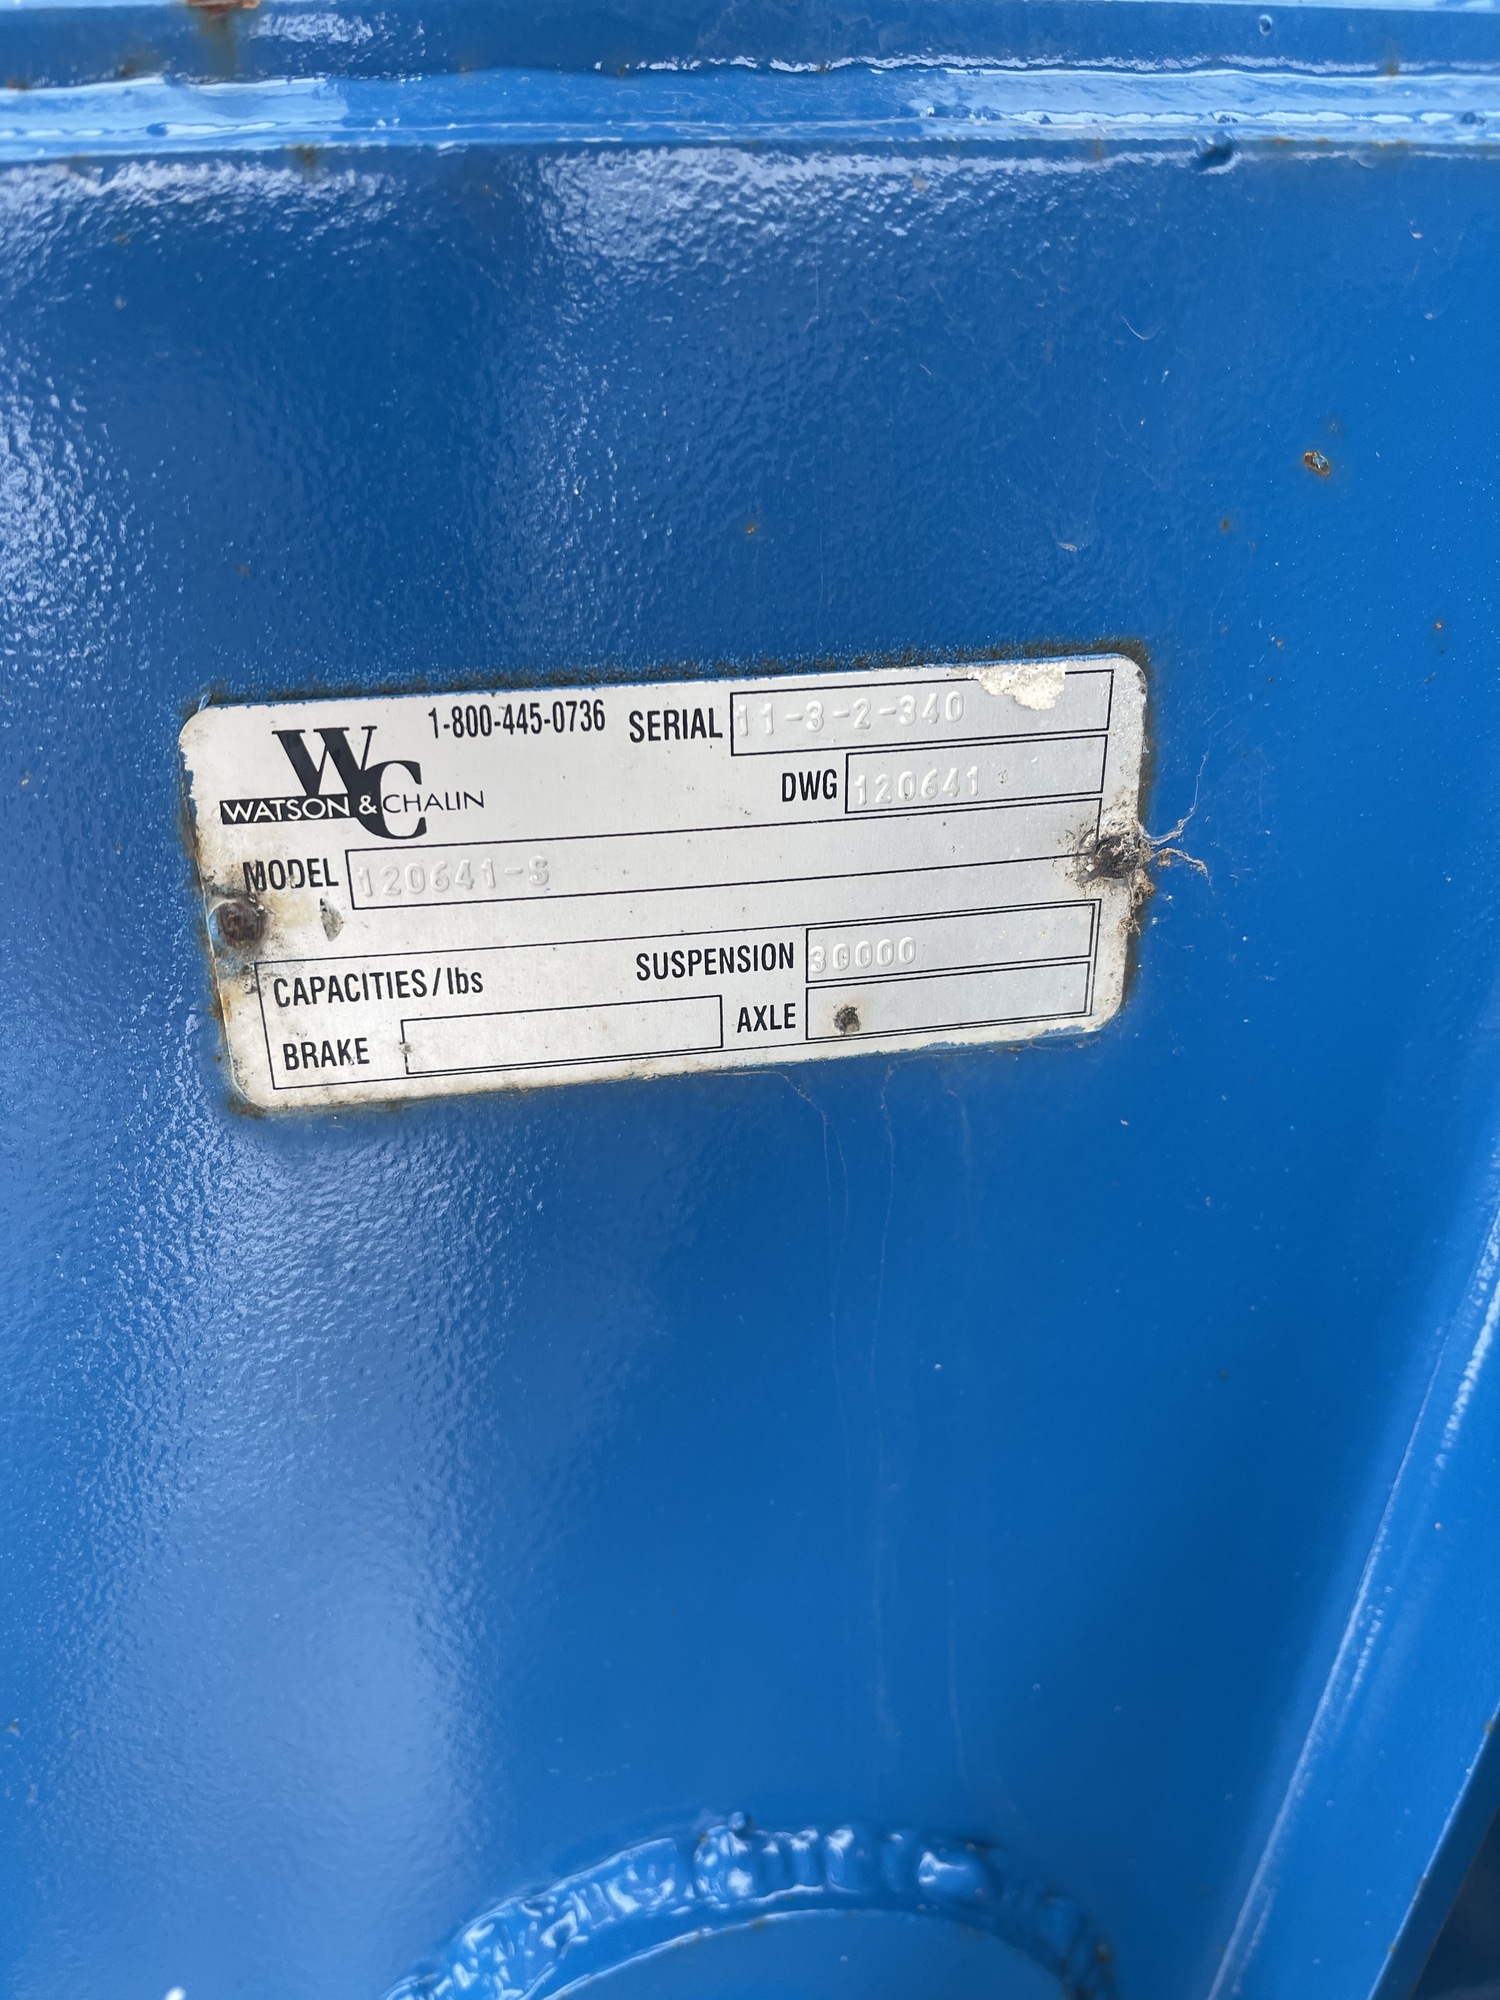 WC
WATSON & CHALIN
1-800-445-0736
SERIAL 11-3-2-340
DWG 120641
MODEL 120641-S
CAPACITIES/lbs
SUSPENSION 30000
BRAKE
AXLE